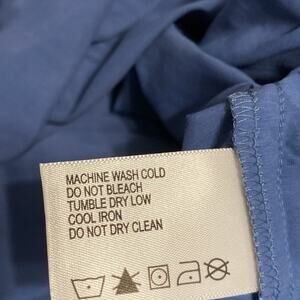 MACHINE WASH COLD
DO NOT BLEACH
TUMBLE DRY LOW
COOL IRON
DO NOT DRY CLEAN